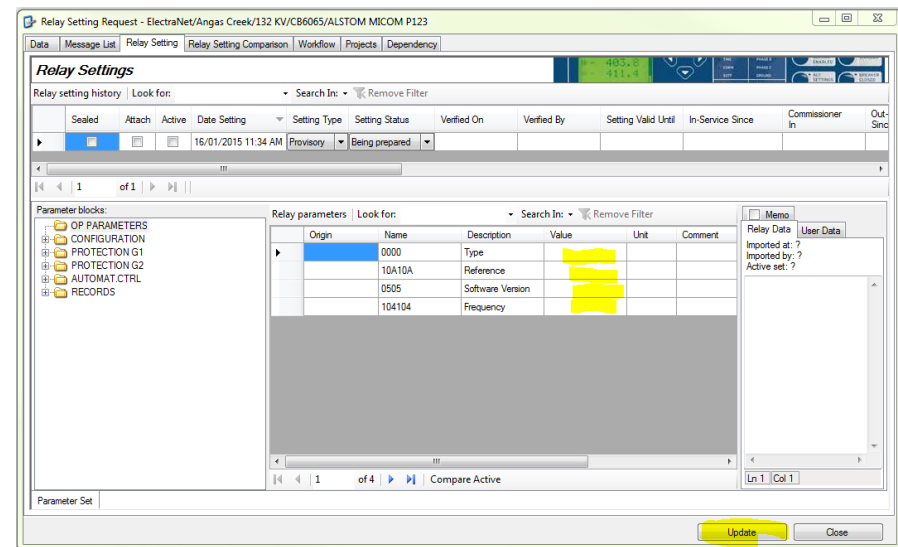 Relay Setting Request - ElectraNet/Angas Creek/132 KV/CB6065/ALSTOM MICOM P123
Data Message List Relay Setting Relay Setting Comparison Workflow Projects Dependency
Relay Settings
403.8
411.4
Relay setting history Look for: Search In: Remove Filter
Sealed Attach Active Date Setting Setting Type Setting Status Verified On Verified By Setting Valid Until In-Service Since Commissioner In Out- Sinc
16/01/2015 11:34 AM Provisory Being prepared
1 of 1
Parameter blocks:
OP PARAMETERS
CONFIGURATION
PROTECTION G1
PROTECTION G2
AUTOMAT.CTRL
RECORDS
Relay parameters Look for: Search In: Remove Filter
Origin Name Description Value Unit Comment
0000 Type
10A10A Reference
0505 Software Version
104104 Frequency
1 of 4 Compare Active
Memo
Relay Data User Data
Imported at: ?
Imported by: ?
Active set: ?
Ln 1 Col 1
Parameter Set
Update Close